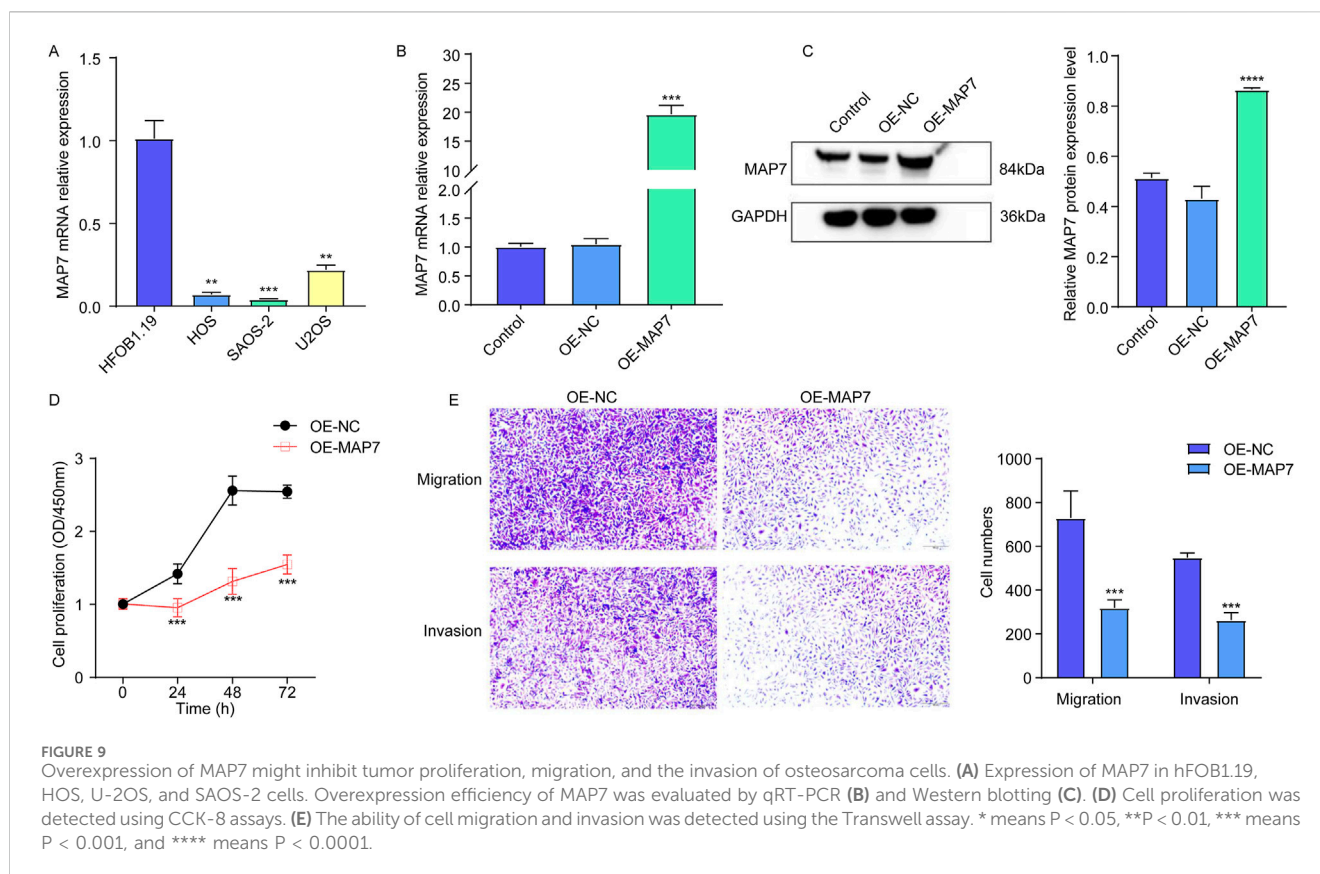 A
MAP7 mRNA relative expression
1.5
1.0
0.5
0.0
HFOB1.19
HOS
SAOS-2
U2OS
**
***
**
B
MAP7 mRNA relative expression
30
25
20
15
10
2.0
1.5
1.0
0.5
0.0
***
Control
OE-NC
OE-MAP7
C
Control
OE-NC
OE-MAP7
MAP7
84kDa
GAPDH
36kDa
Relative MAP7 protein expression level
1.0
0.8
0.6
0.4
0.2
0.0
****
Control
OE-NC
OE-MAP7
D
OE-NC
OE-MAP7
Cell proliferation (OD/450nm)
3
2
1
0
***
***
***
0
24
48
72
Time (h)
E
OE-NC
OE-MAP7
Migration
Invasion
OE-NC
OE-MAP7
Cell numbers
1000
800
600
400
200
0
***
***
Migration
Invasion
FIGURE 9
Overexpression of MAP7 might inhibit tumor proliferation, migration, and the invasion of osteosarcoma cells. (A) Expression of MAP7 in hFOB1.19,
HOS, U-2OS, and SAOS-2 cells. Overexpression efficiency of MAP7 was evaluated by qRT-PCR (B) and Western blotting (C). (D) Cell proliferation was
detected using CCK-8 assays. (E) The ability of cell migration and invasion was detected using the Transwell assay. * means P < 0.05, **P < 0.01, *** means
P < 0.001, and **** means P < 0.0001.